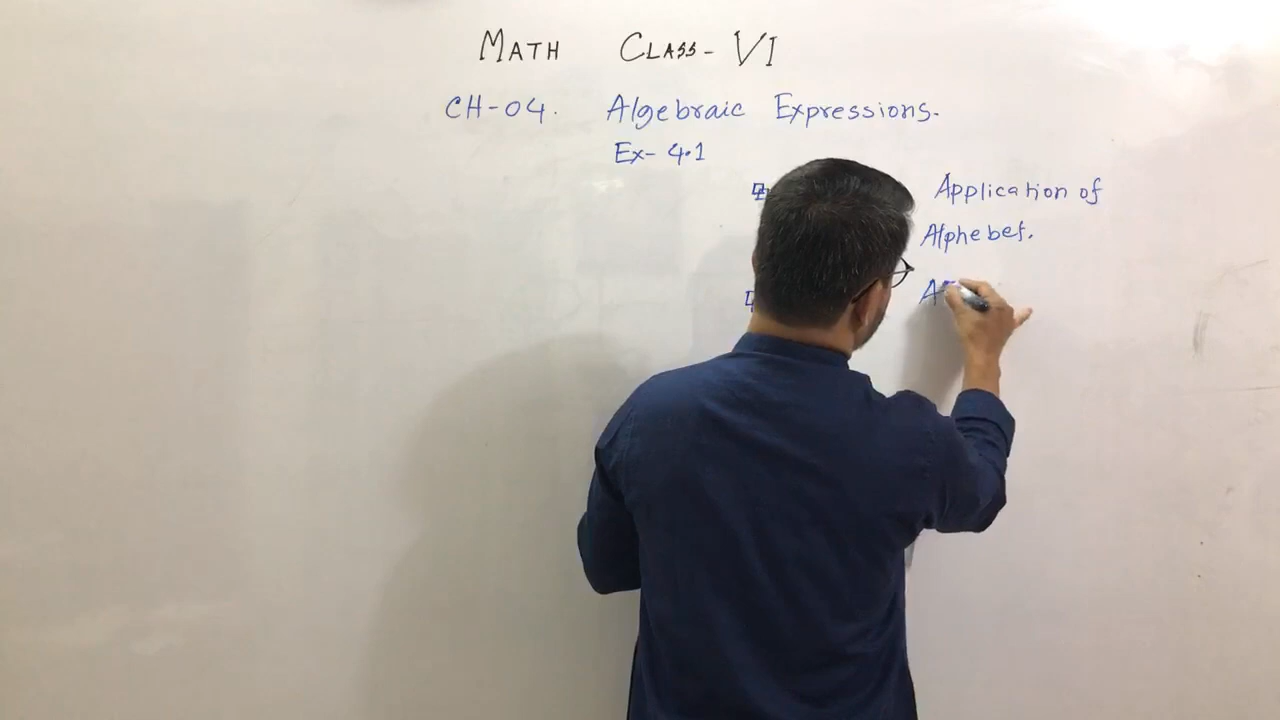 MATH CLASS- VI
CH-04. Algebraic Expressions.
Ex- 4.1
Application of
Alphebet.